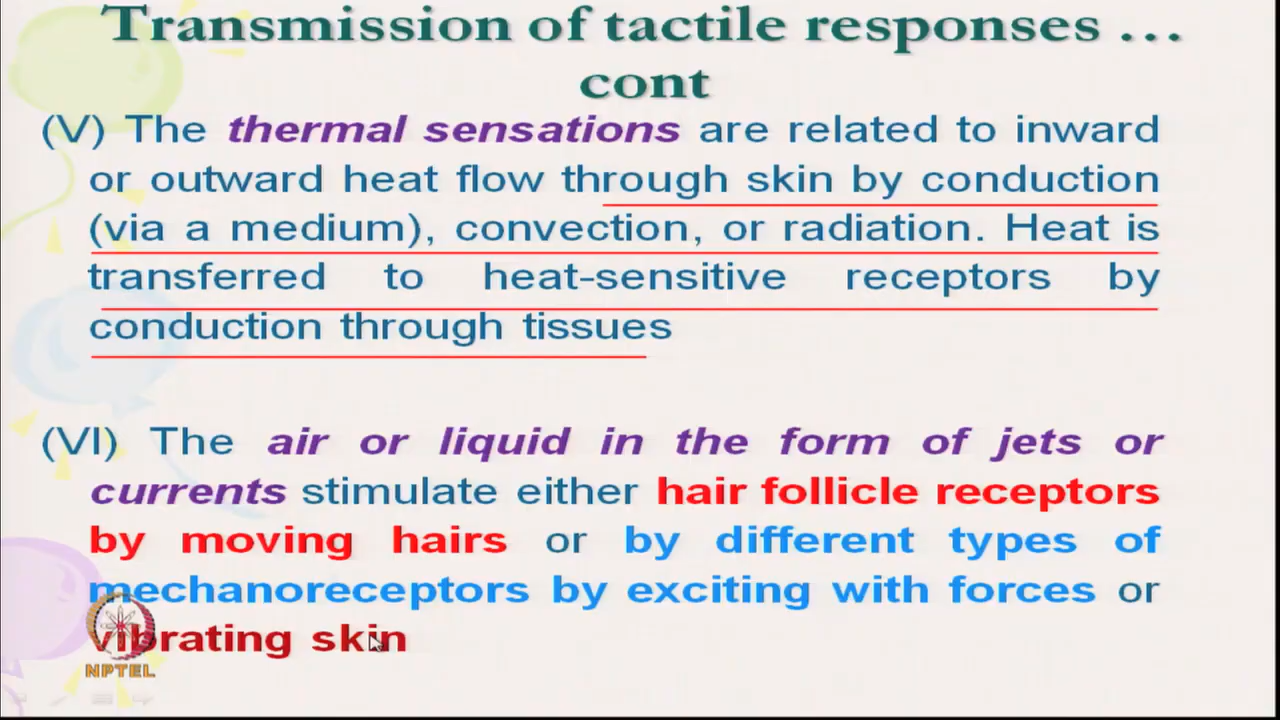 Transmission of tactile responses ...
cont
(V) The thermal sensations are related to inward
or outward heat flow through skin by conduction
(via a medium), convection, or radiation. Heat is
transferred to heat-sensitive receptors by
conduction through tissues
(VI) The air or liquid in the form of jets or
currents stimulate either hair follicle receptors
by moving hairs or by different types of
mechanoreceptors by exciting with forces or
vibrating skin
NPTEL